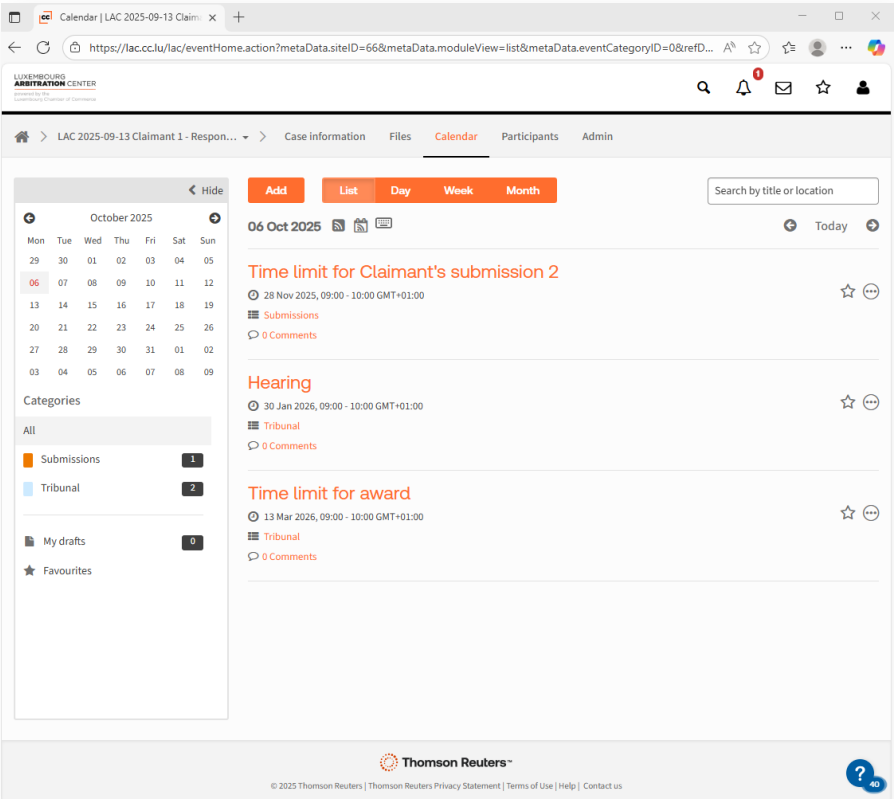 Calendar | LAC 2025-09-13 Claim
https://lac.cc.lu/lac/eventHome.action?metaData.siteID=66&metaData.moduleView=list&metaData.eventCategoryID=0&refD...
LUXEMBOURG
ARBITRATION CENTER
powered by the
Luxembourg Chamber of Commerce
1
LAC 2025-09-13 Claimant 1 - Respon...
Case information
Files
Calendar
Participants
Admin
Hide
October 2025
Mon Tue Wed Thu Fri Sat Sun
29 30 01 02 03 04 05
06 07 08 09 10 11 12
13 14 15 16 17 18 19
20 21 22 23 24 25 26
27 28 29 30 31 01 02
03 04 05 06 07 08 09
Categories
All
Submissions 1
Tribunal 2
My drafts 0
Favourites
Add
List Day Week Month
Search by title or location
06 Oct 2025
Today
Time limit for Claimant's submission 2
28 Nov 2025, 09:00 - 10:00 GMT+01:00
Submissions
0 Comments
Hearing
30 Jan 2026, 09:00 - 10:00 GMT+01:00
Tribunal
0 Comments
Time limit for award
13 Mar 2026, 09:00 - 10:00 GMT+01:00
Tribunal
0 Comments
Thomson Reuters™
© 2025 Thomson Reuters | Thomson Reuters Privacy Statement | Terms of Use | Help | Contact us
?
40